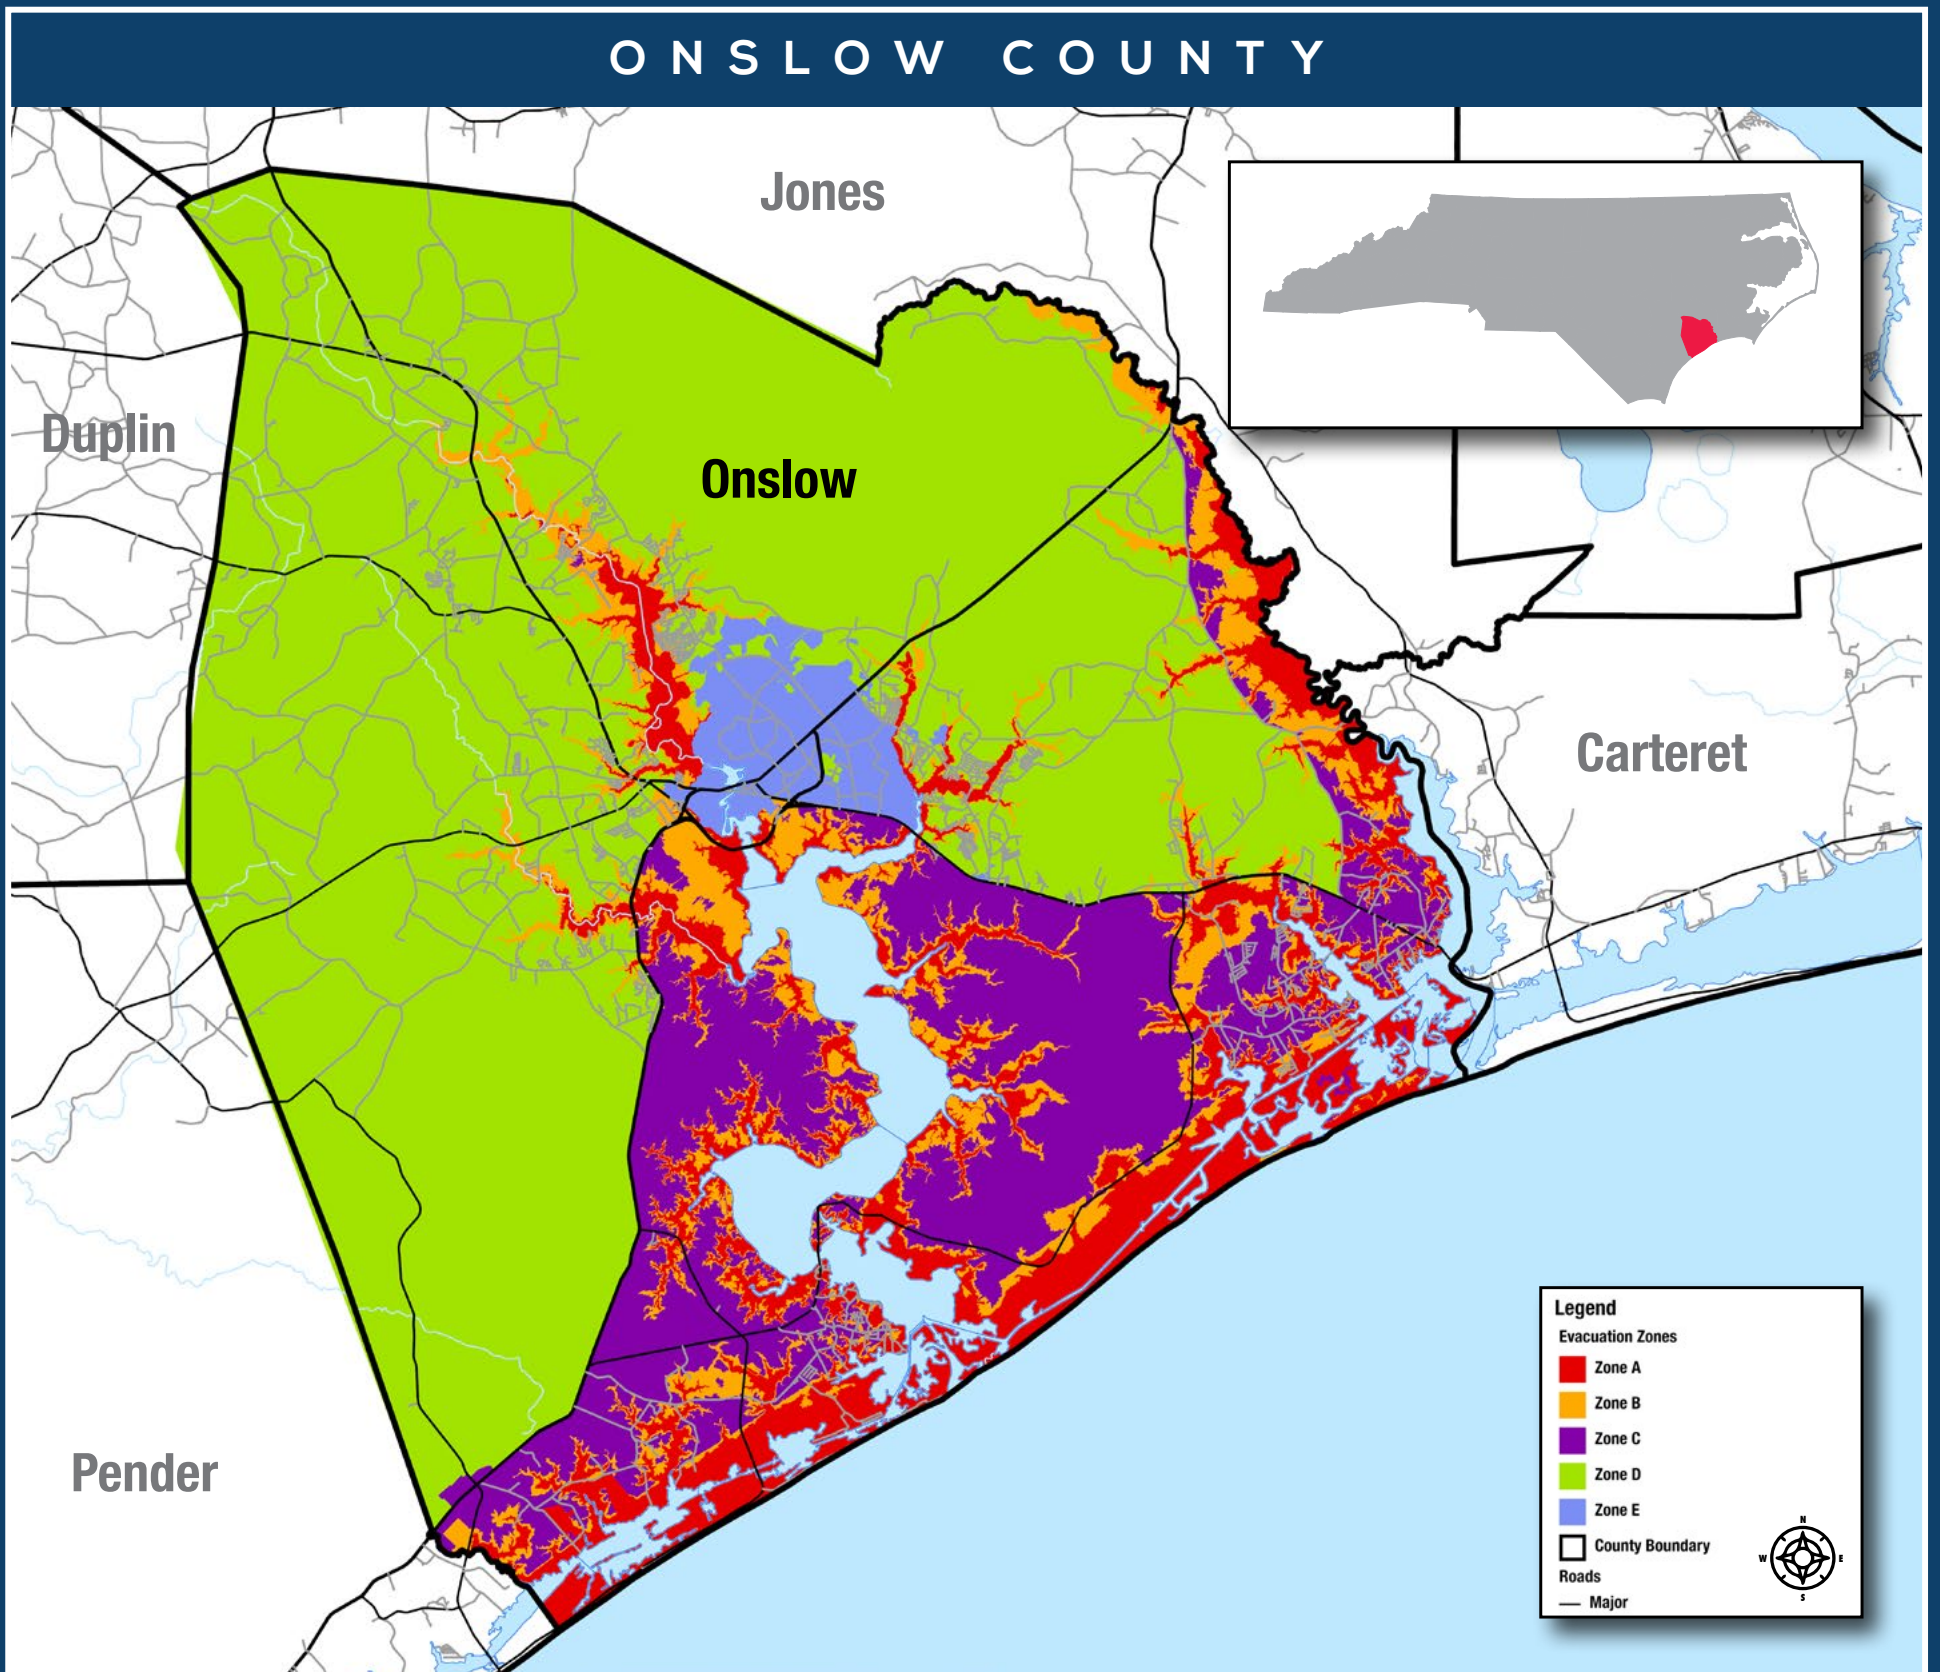 ONSLOW COUNTY
Jones
Duplin
Onslow
Carteret
Pender
Legend
Evacuation Zones
Zone A
Zone B
Zone C
Zone D
Zone E
County Boundary
Roads
Major
N
W E
S